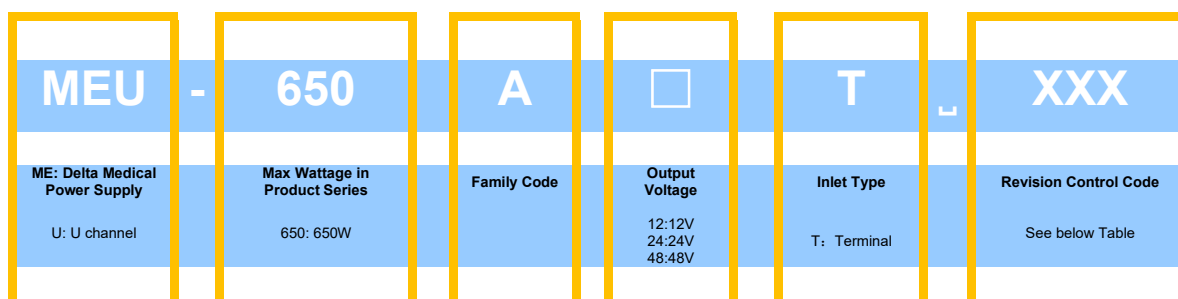 MEU - 650 A □ T ␣ XXX
ME: Delta Medical
Power Supply
U: U channel
Max Wattage in
Product Series
650: 650W
Family Code
Output
Voltage
12:12V
24:24V
48:48V
Inlet Type
T：Terminal
Revision Control Code
See below Table